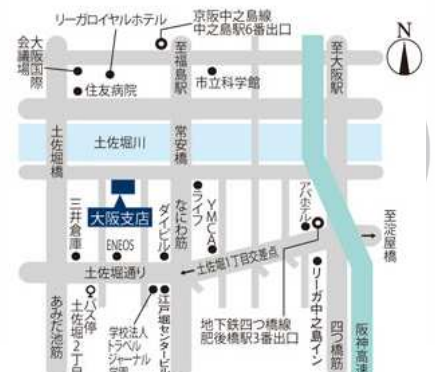 リーガロイヤルホテル
京阪中之島線
中之島駅6番出口
N
大阪国際
会議場
住友病院
至福島駅
市立科学館
至大阪駅
土佐堀橋
土佐堀川
常安橋
大阪支店
三井倉庫
ENEOS
ダイビル
なにわ筋
ライフ
YMCA
アパホテル
至淀屋橋
土佐堀通り
土佐堀1丁目交差点
あみだ池筋
バス停
土佐堀2丁目
学校法人
トラベル
ジャーナル
学園
江戸堀センタービル
地下鉄四つ橋線
肥後橋駅3番出口
リーガ中之島イン
四つ橋筋
阪神高速